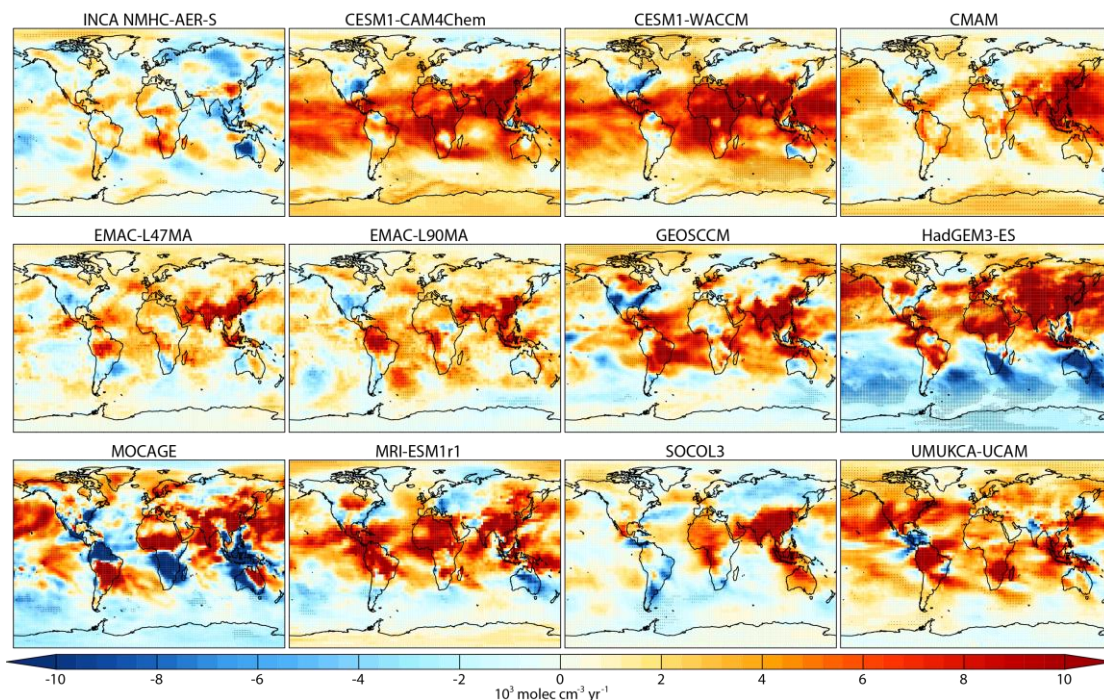 INCA NMHC-AER-S CESM1-CAM4Chem CESM1-WACCM CMAM
EMAC-L47MA EMAC-L90MA GEOSCCM HadGEM3-ES
MOCAGE MRI-ESM1r1 SOCOL3 UMUKCA-UCAM
-10 -8 -6 -4 -2 0 2 4 6 8 10
10³ molec cm⁻³ yr⁻¹